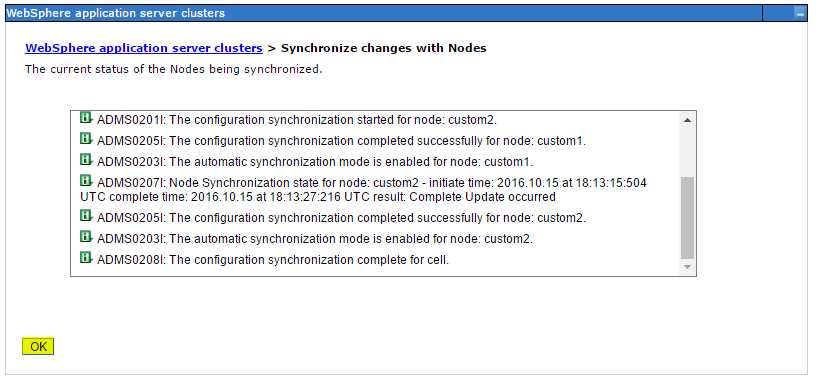 WebSphere application server clusters
WebSphere application server clusters > Synchronize changes with Nodes
The current status of the Nodes being synchronized.
ADMS0201I: The configuration synchronization started for node: custom2.
ADMS0205I: The configuration synchronization completed successfully for node: custom1.
ADMS0203I: The automatic synchronization mode is enabled for node: custom1.
ADMS0207I: Node Synchronization state for node: custom2 - initiate time: 2016.10.15 at 18:13:15:504
UTC complete time: 2016.10.15 at 18:13:27:216 UTC result: Complete Update occurred
ADMS0205I: The configuration synchronization completed successfully for node: custom2.
ADMS0203I: The automatic synchronization mode is enabled for node: custom2.
ADMS0208I: The configuration synchronization complete for cell.
OK